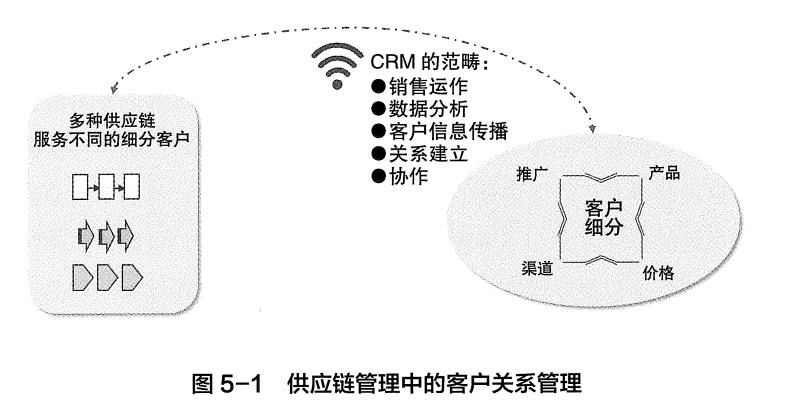 CRM 的范畴：
●销售运作
●数据分析
●客户信息传播
●关系建立
●协作
多种供应链
服务不同的细分客户
推广
产品
客户
细分
渠道
价格
图 5-1 供应链管理中的客户关系管理